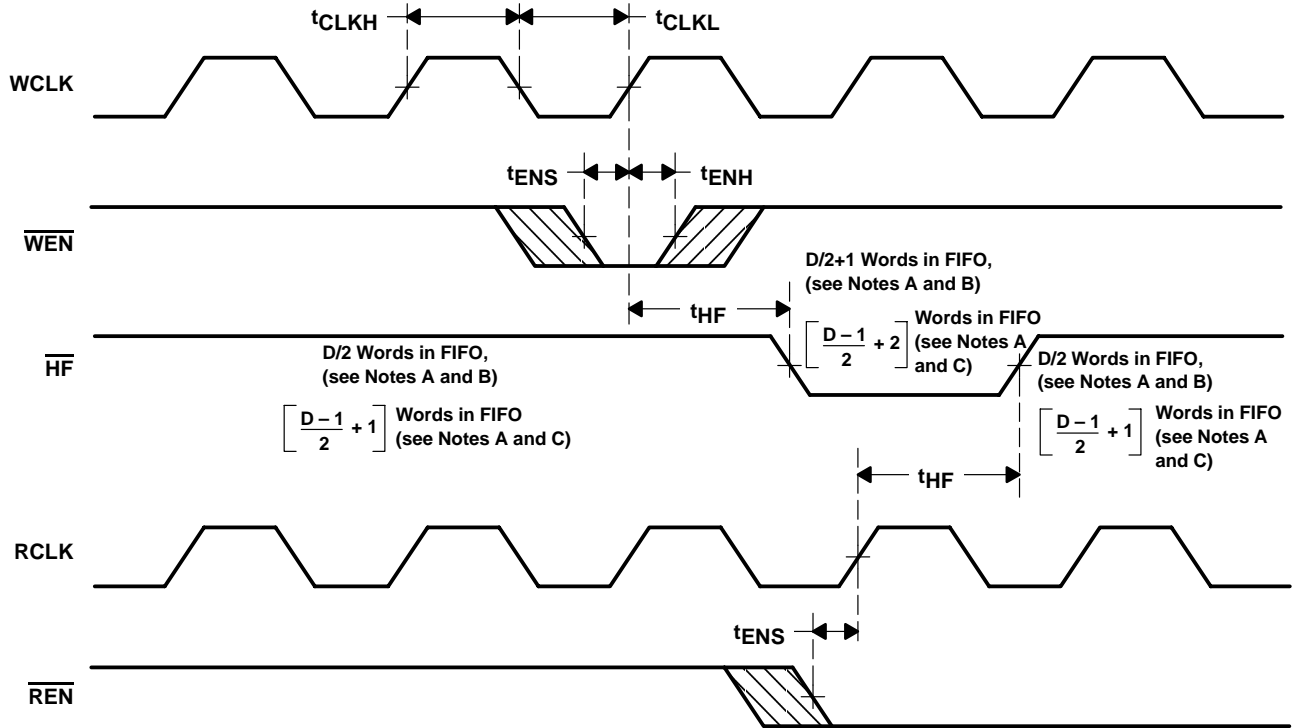 tCLKH
tCLKL
WCLK
tENS
tENH
WEN
D/2+1 Words in FIFO,
(see Notes A and B)
tHF
[ D – 1 / 2 + 2 ] Words in FIFO
(see Notes A
and C)
HF
D/2 Words in FIFO,
(see Notes A and B)
[ D – 1 / 2 + 1 ] Words in FIFO
(see Notes A and C)
D/2 Words in FIFO,
(see Notes A and B)
[ D – 1 / 2 + 1 ] Words in FIFO
(see Notes A
and C)
tHF
RCLK
tENS
REN